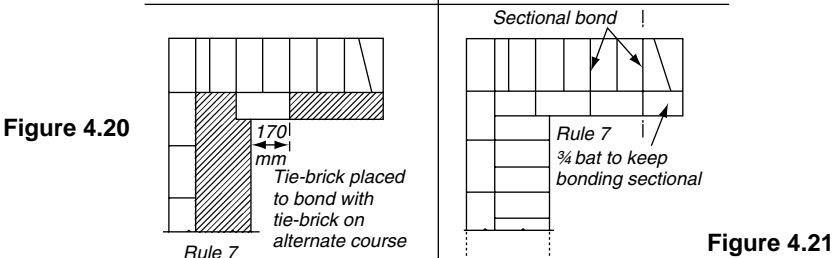 Figure 4.20
170
mm
Tie-brick placed
to bond with
tie-brick on
alternate course
Rule 7
Sectional bond
Rule 7
¾ bat to keep
bonding sectional
Figure 4.21